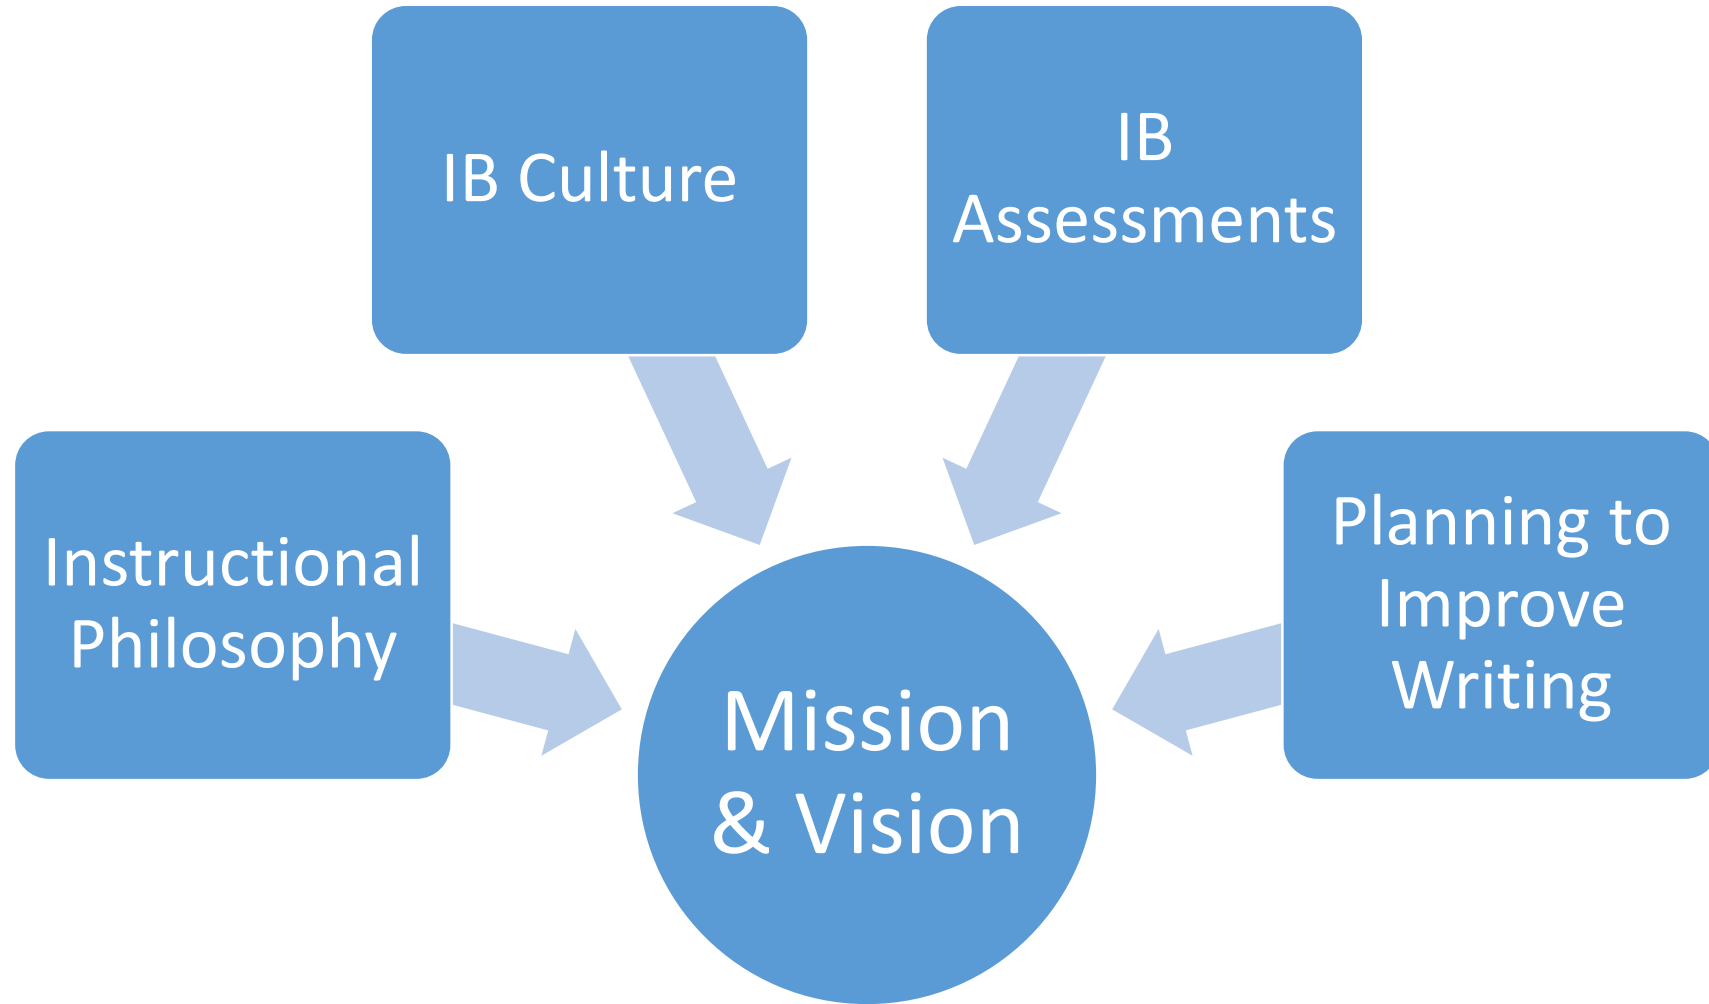 IB Culture
IB
Assessments
Instructional
Philosophy
Planning to
Improve
Writing
Mission
& Vision